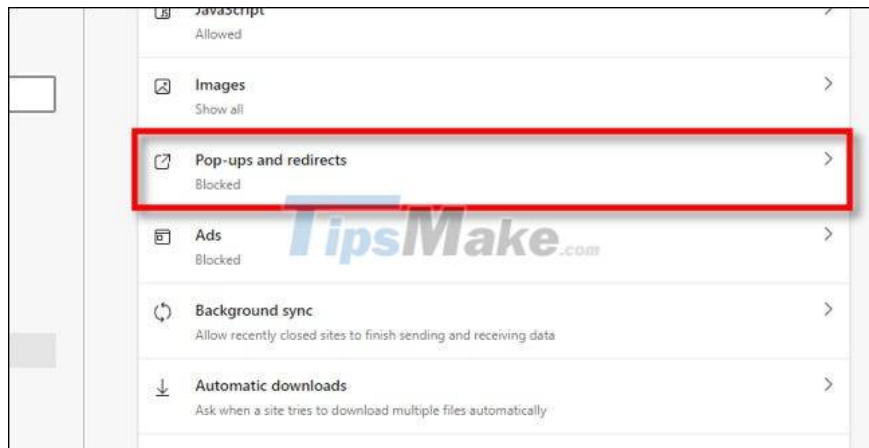 JavaScript
Allowed
Images
Show all
Pop-ups and redirects
Blocked
Ads
Blocked
TipsMake.com
Background sync
Allow recently closed sites to finish sending and receiving data
Automatic downloads
Ask when a site tries to download multiple files automatically